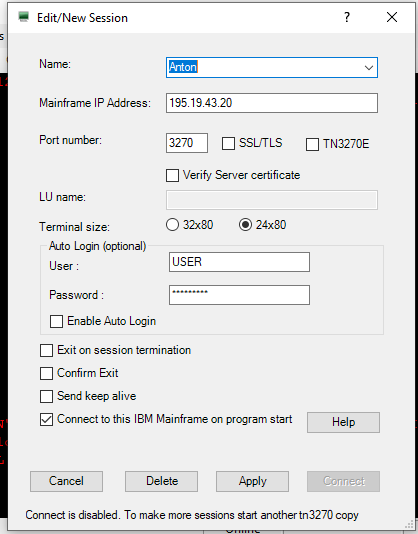 Edit/New Session
Name:
Anton
Mainframe IP Address:
195.19.43.20
Port number:
3270
SSL/TLS
TN3270E
Verify Server certificate
LU name:
Terminal size:
32x80
24x80
Auto Login (optional)
User :
USER
Password :
*********
Enable Auto Login
Exit on session termination
Confirm Exit
Send keep alive
Connect to this IBM Mainframe on program start
Help
Cancel
Delete
Apply
Connect
Connect is disabled. To make more sessions start another tn3270 copy